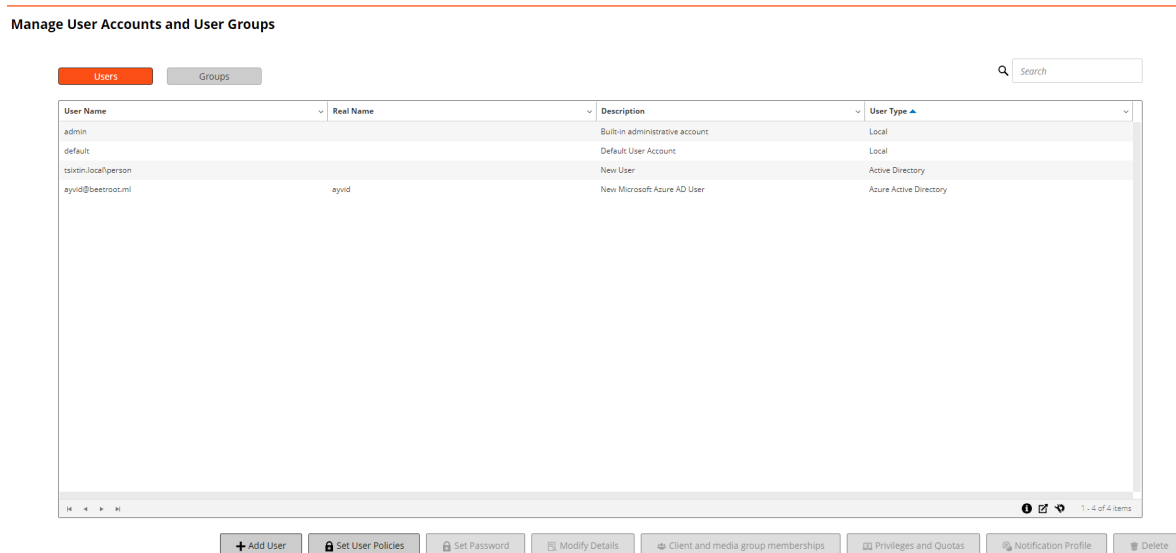 Manage User Accounts and User Groups
Users Groups Search
User Name Real Name Description User Type
admin Built-in administrative account Local
default Default User Account Local
tsixtin.local\person New User Active Directory
ayvid@beetroot.ml ayvid New Microsoft Azure AD User Azure Active Directory
1 - 4 of 4 items
Add User Set User Policies Set Password Modify Details Client and media group memberships Privileges and Quotas Notification Profile Delete